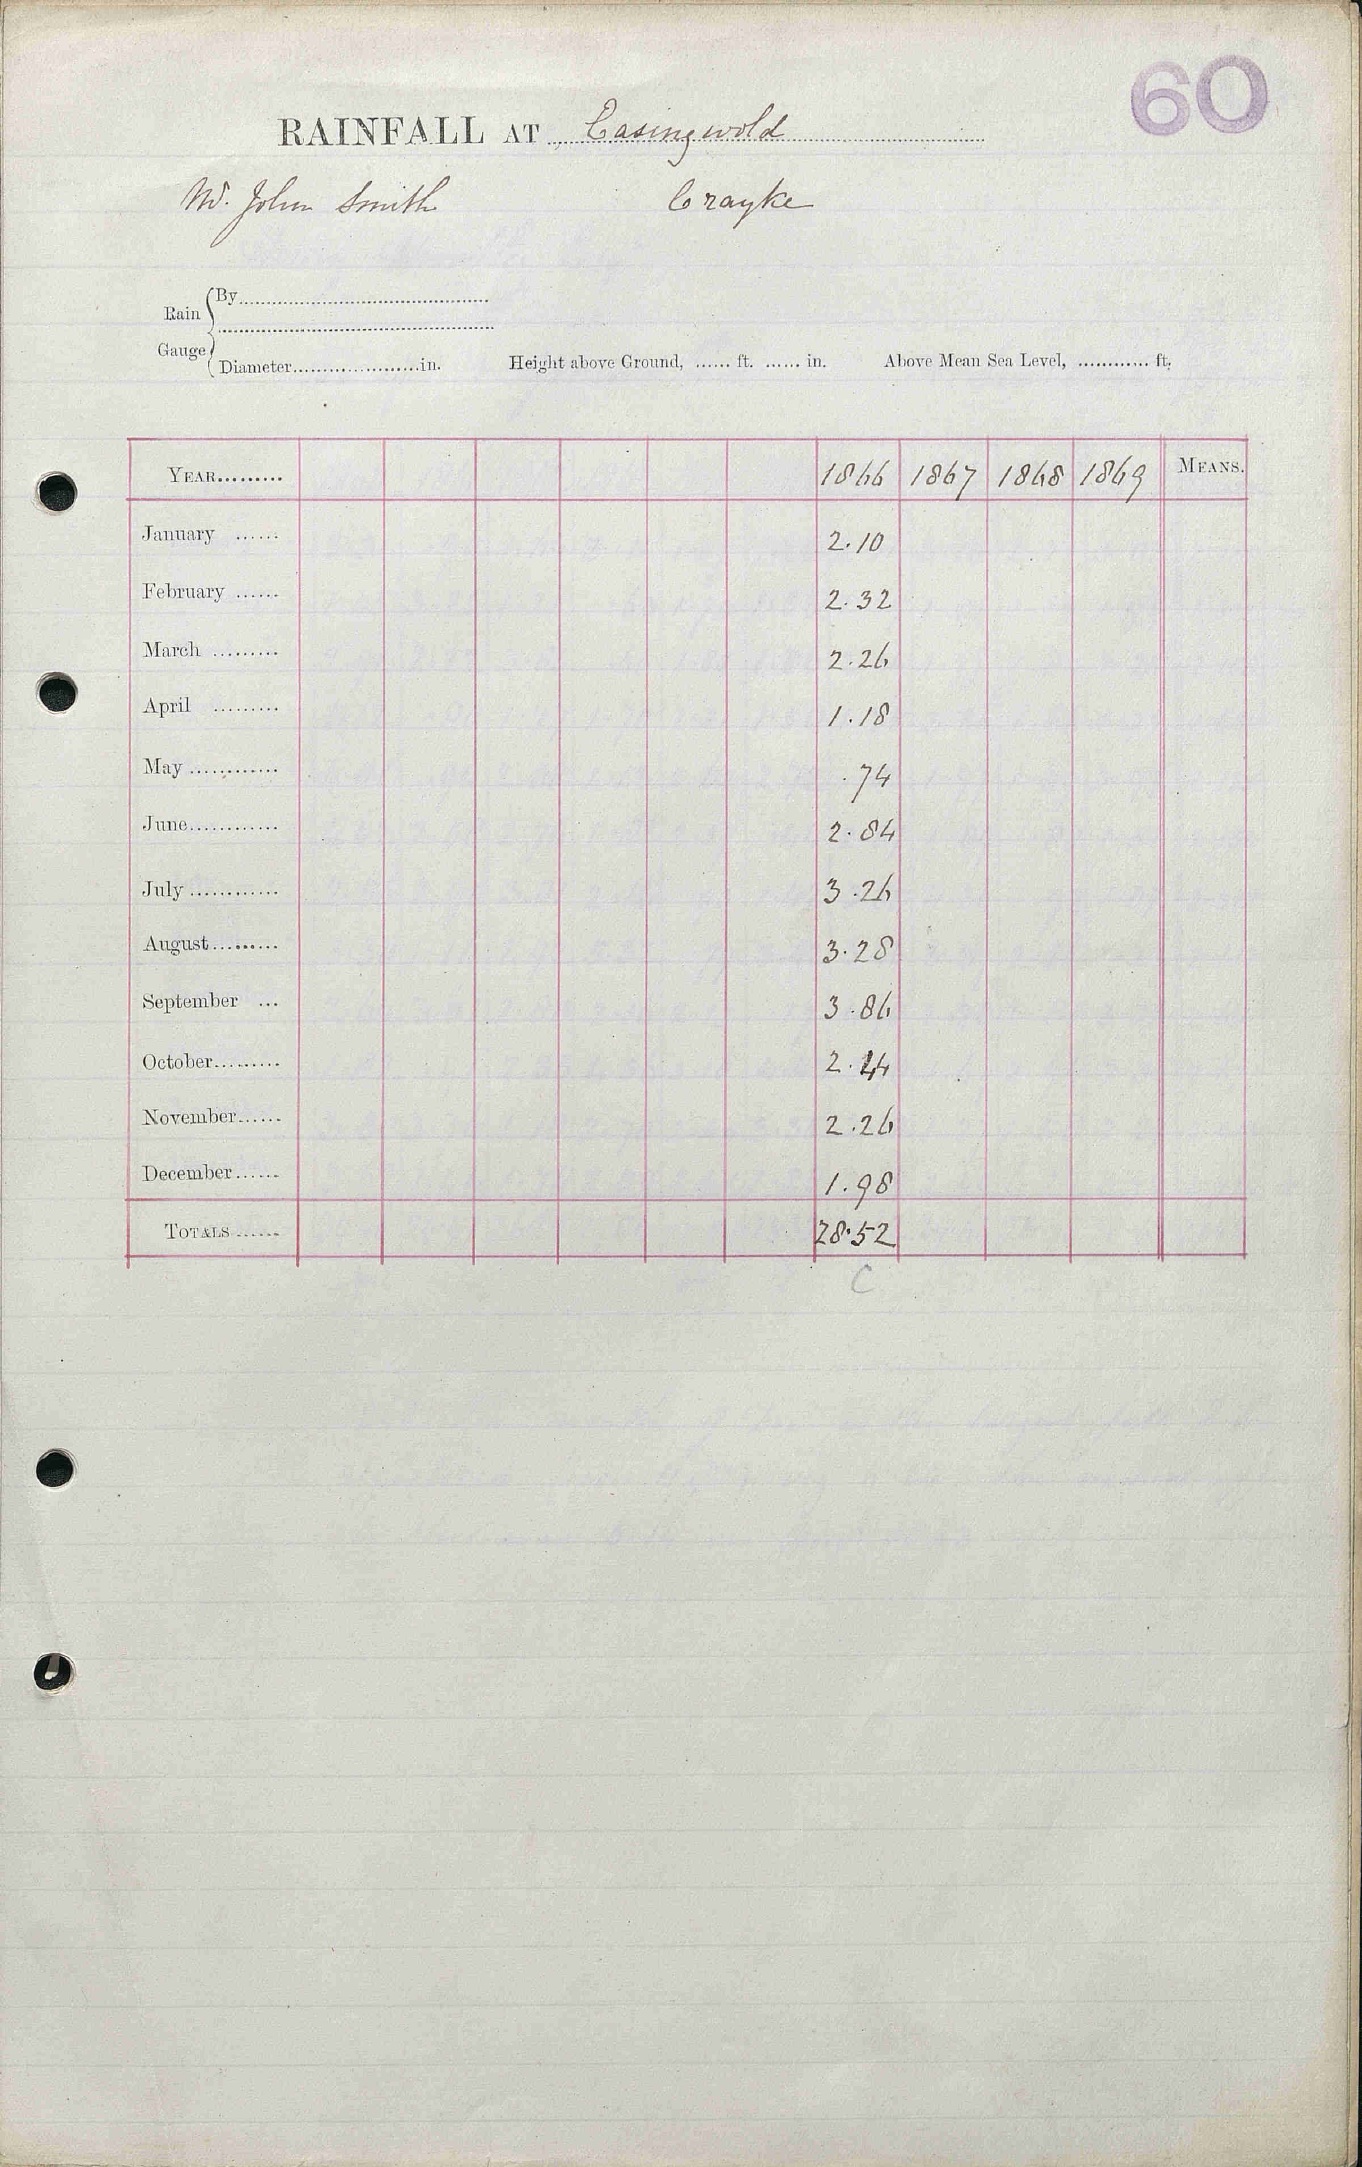 60
RAINFALL AT Easingwold
Mr. John Smith Crayke
Rain Gauge
By
Diameter in. Height above Ground, ...... ft. ...... in. Above Mean Sea Level, ............ ft.
YEAR......... 1866 1867 1868 1869 MEANS.
January ...... 2.10
February ...... 2.32
March ......... 2.26
April ......... 1.18
May ............ .74
June............ 2.84
July ............ 3.26
August......... 3.28
September ... 3.86
October......... 2.44
November...... 2.26
December...... 1.98
TOTALS ...... 28.52
C